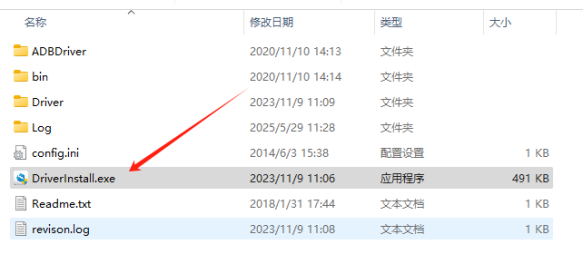 名称 修改日期 类型 大小
ADBDriver 2020/11/10 14:13 文件夹
bin 2020/11/10 14:14 文件夹
Driver 2023/11/9 11:09 文件夹
Log 2025/5/29 11:28 文件夹
config.ini 2014/6/3 15:38 配置设置 1 KB
DriverInstall.exe 2023/11/9 11:06 应用程序 491 KB
Readme.txt 2018/1/31 17:44 文本文档 1 KB
revison.log 2023/11/9 11:08 文本文档 1 KB